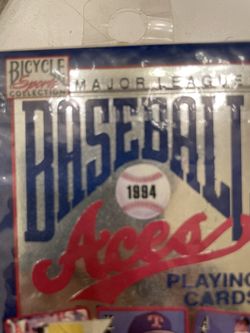 BICYCLE
Sports
COLLECTION
MAJOR LEAGUE
BASEBALL
1994
Aces
PLAYING
CARDS
T